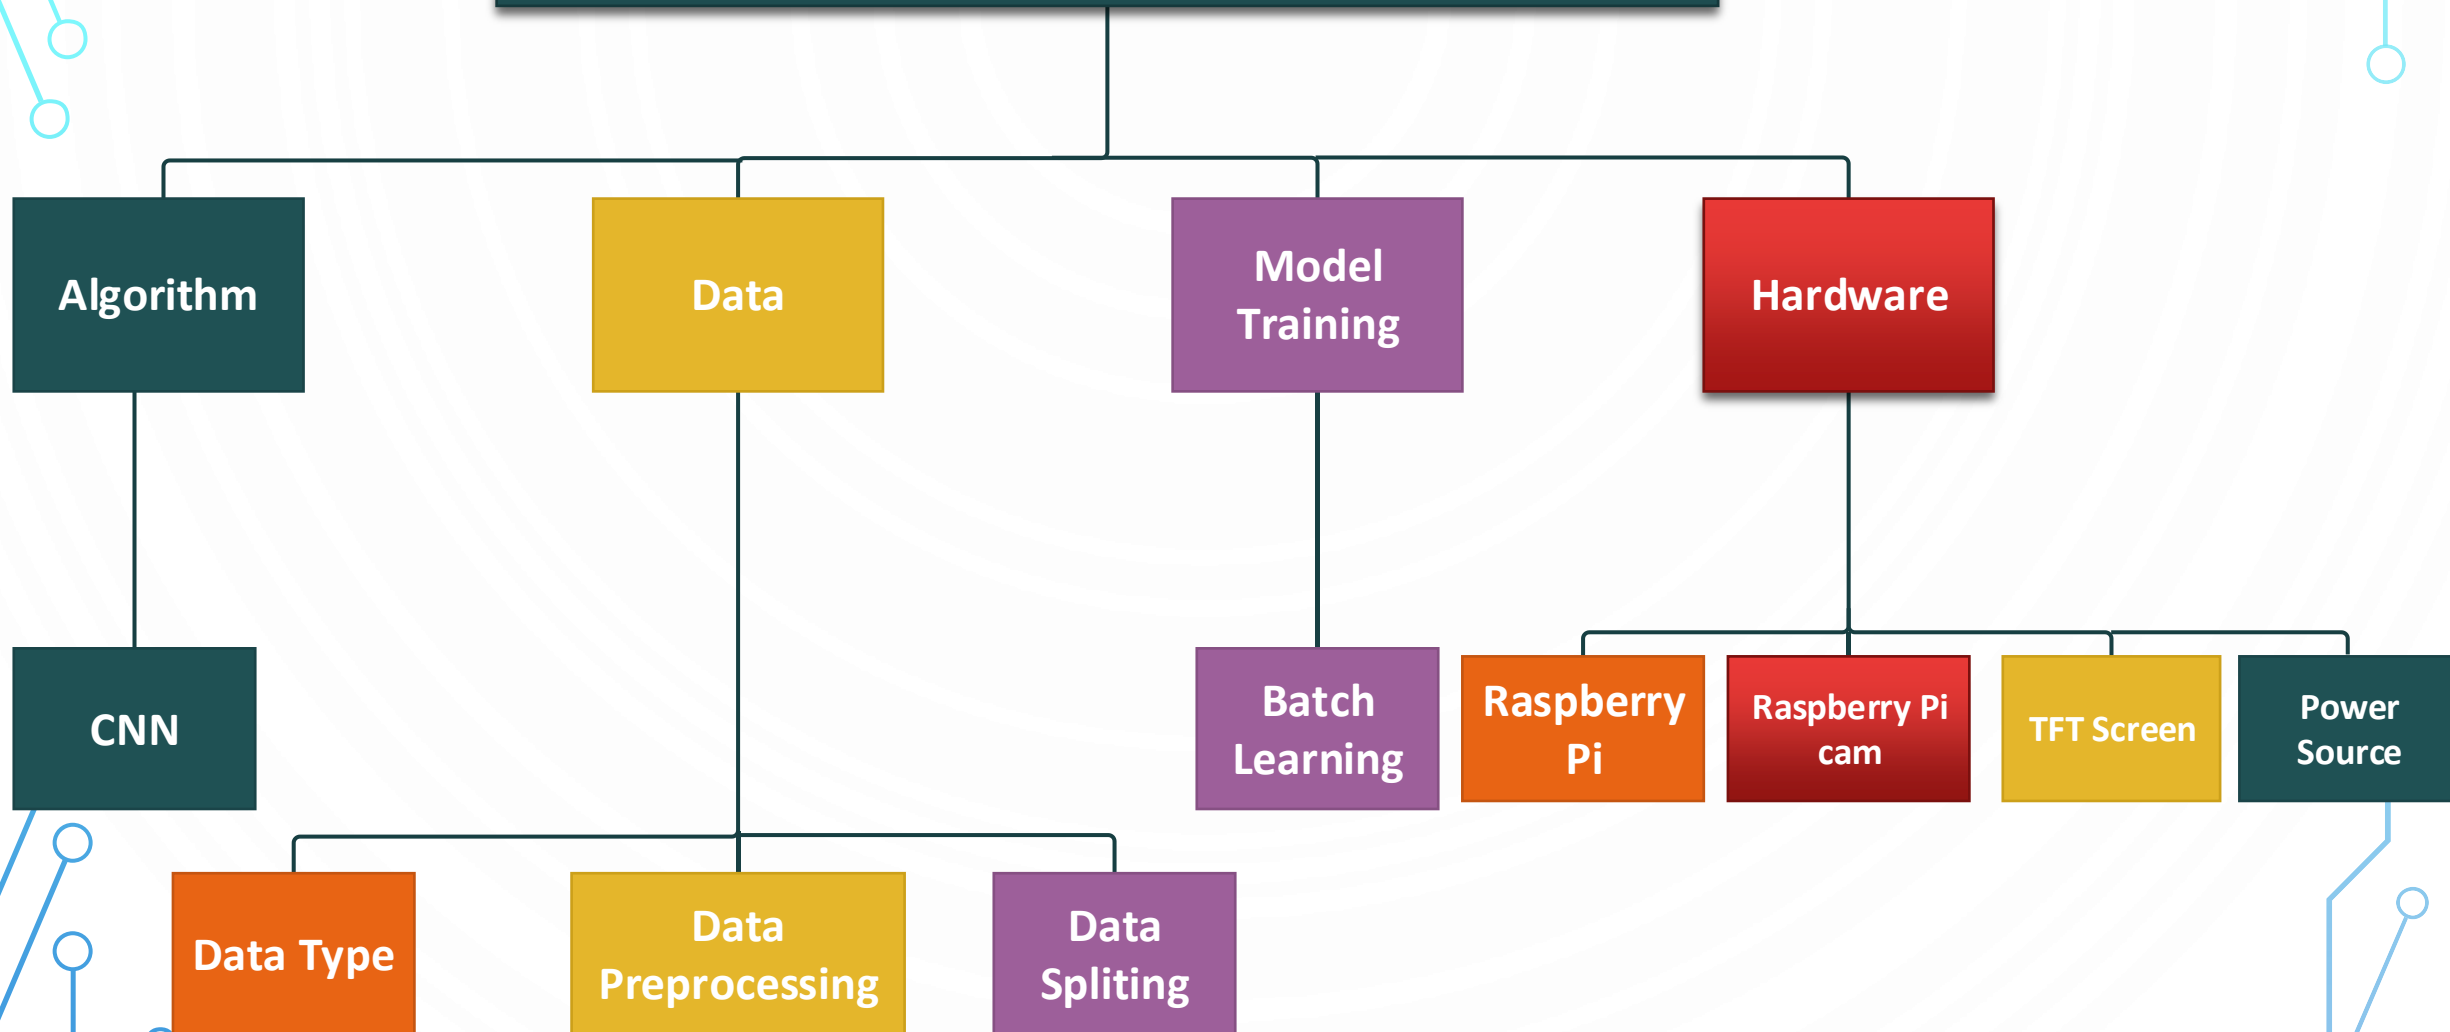 Algorithm
Data
Model
Training
Hardware
CNN
Batch
Learning
Raspberry
Pi
Raspberry Pi
cam
TFT Screen
Power
Source
Data Type
Data
Preprocessing
Data
Spliting